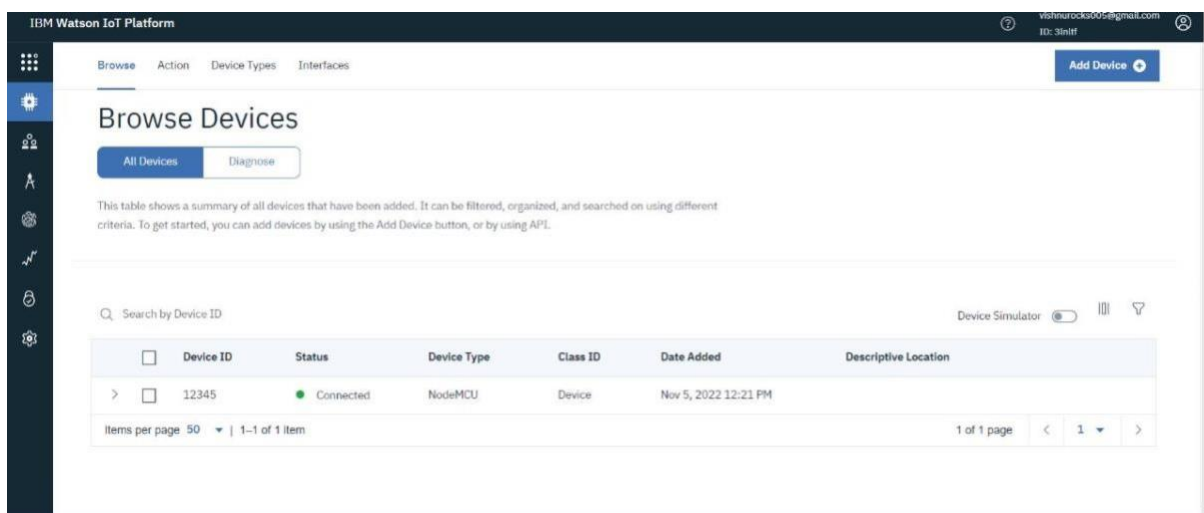 IBM Watson IoT Platform
vishnurocks005@gmail.com
ID: 3lnltf
Browse Action Device Types Interfaces
Add Device
Browse Devices
All Devices Diagnose
This table shows a summary of all devices that have been added. It can be filtered, organized, and searched on using different
criteria. To get started, you can add devices by using the Add Device button, or by using API.
Search by Device ID
Device Simulator
Device ID Status Device Type Class ID Date Added Descriptive Location
12345 Connected NodeMCU Device Nov 5, 2022 12:21 PM
Items per page 50 | 1–1 of 1 item
1 of 1 page 1